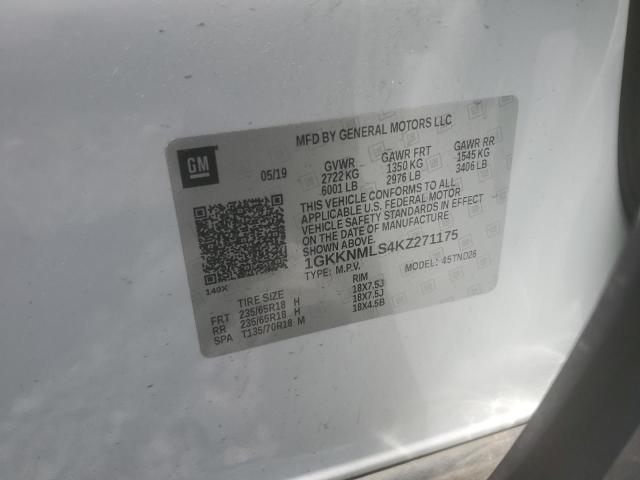 MFD BY GENERAL MOTORS LLC
GM
05/19
GVWR GAWR FRT GAWR RR
2722 KG 1350 KG 1545 KG
6001 LB 2976 LB 3406 LB
THIS VEHICLE CONFORMS TO ALL
APPLICABLE U.S. FEDERAL MOTOR
VEHICLE SAFETY STANDARDS IN EFFECT
ON THE DATE OF MANUFACTURE
SHOWN ABOVE.
1GKKNMLS4KZ271175
TYPE: M.P.V. MODEL: 4STND26
140X
TIRE SIZE RIM
FRT 235/65R18 H 18X7.5J
RR 235/65R18 H 18X7.5J
SPA T135/70R18 M 18X4.5B